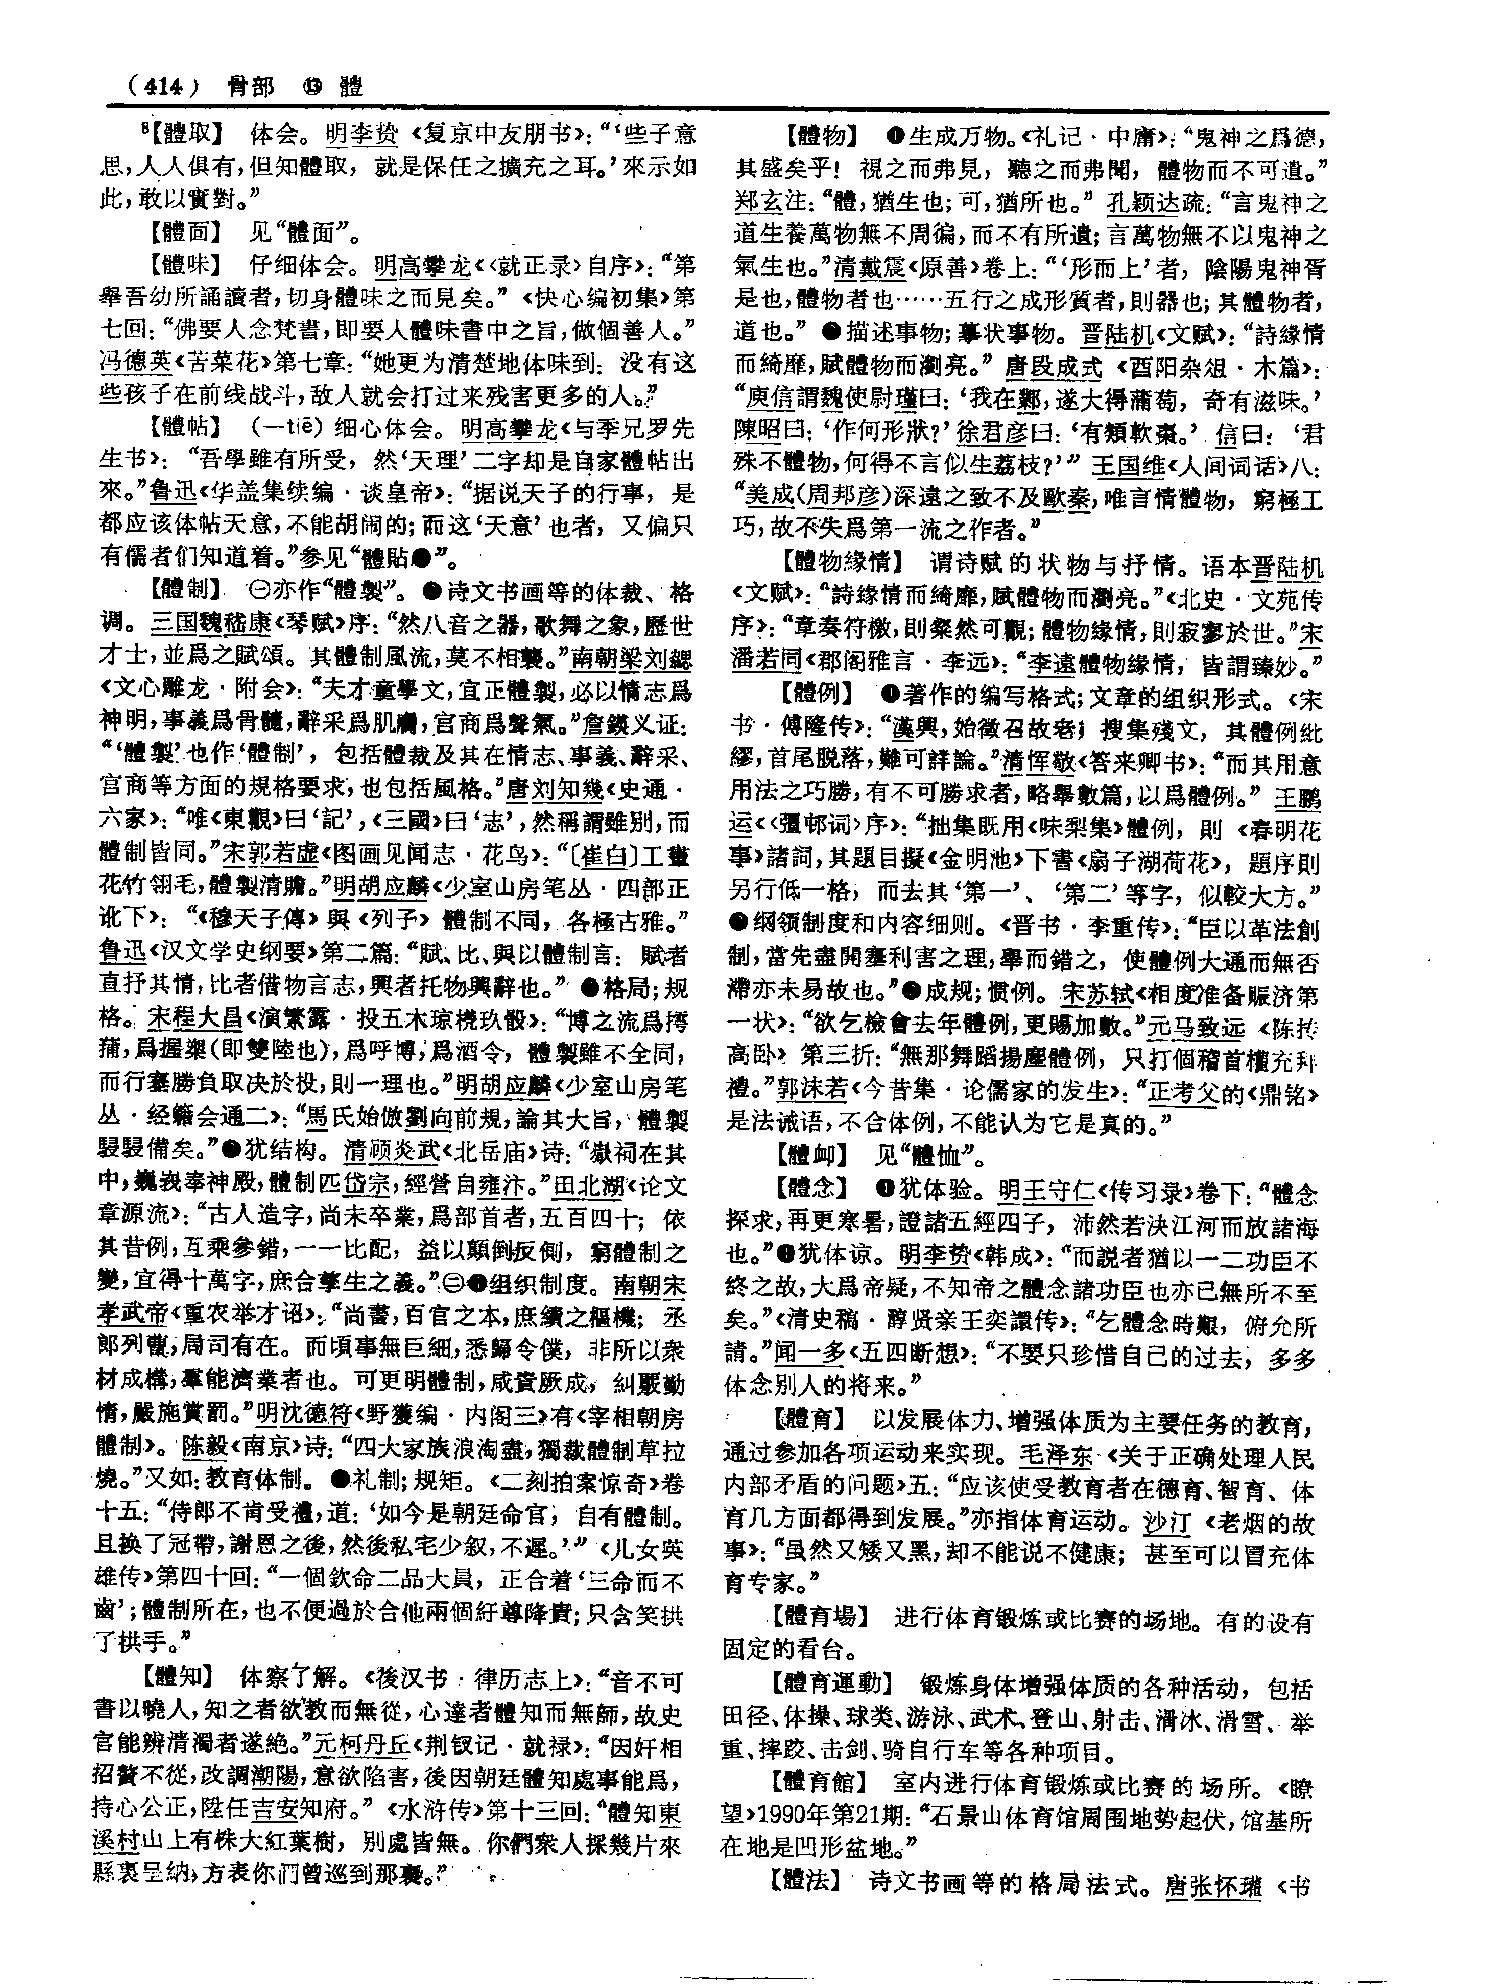 (414) 骨部 ⑬ 體
⁸【體取】 体会。明李贽《复京中友朋书》：“‘些子意
思，人人俱有，但知體取，就是保任之擴充之耳。’來示如
此，敢以實對。”
【體面】 见“體面”。
【體味】 仔细体会。明高攀龙《〈就正录〉自序》：“第
舉吾幼所誦讀者，切身體味之而見矣。”《快心编初集》第
七回：“佛要人念梵書，即要人體味書中之旨，做個善人。”
冯德英《苦菜花》第七章：“她更为清楚地体味到：没有这
些孩子在前线战斗，敌人就会打过来残害更多的人。”
【體帖】 (－tiē) 细心体会。明高攀龙《与季兄罗先
生书》：“吾學雖有所受，然‘天理’二字却是自家體帖出
來。”鲁迅《华盖集续编·谈皇帝》：“据说天子的行事，是
都应该体帖天意，不能胡闹的；而这‘天意’也者，又偏只
有儒者们知道着。”参见“體貼●”。
【體制】 ㊀亦作“體製”。●诗文书画等的体裁、格
调。三国魏嵇康《琴赋》序：“然八音之器，歌舞之象，歷世
才士，並爲之賦頌。其體制風流，莫不相襲。”南朝梁刘勰
《文心雕龙·附会》：“夫才童學文，宜正體製，必以情志爲
神明，事義爲骨髓，辭采爲肌膚，宫商爲聲氣。”詹鍈义证：
“‘體製’也作‘體制’，包括體裁及其在情志、事義、辭采、
宫商等方面的規格要求，也包括風格。”唐刘知幾《史通·
六家》：“唯《東觀》曰‘記’，《三國》曰‘志’，然稱謂雖别，而
體制皆同。”宋郭若虚《图画见闻志·花鸟》：“〔崔白〕工畫
花竹翎毛，體製清贍。”明胡应麟《少室山房笔丛·四部正
讹下》：“《穆天子傳》與《列子》體制不同，各極古雅。”
鲁迅《汉文学史纲要》第二篇：“賦、比、興以體制言：賦者
直抒其情，比者借物言志，興者托物興辭也。” ●格局；规
格。宋程大昌《演繁露·投五木琼橩玖骰》：“博之流爲摴
蒱，爲握槊(即雙陸也)，爲呼博，爲酒令，體製雖不全同，
而行塞勝負取决於投，則一理也。”明胡应麟《少室山房笔
丛·经籍会通二》：“馬氏始倣劉向前規，論其大旨，體製
駸駸備矣。”●犹结构。清顾炎武《北岳庙》诗：“嶽祠在其
中，巍峩奉神殿，體制匹岱宗，經營自雍汴。”田北湖《论文
章源流》：“古人造字，尚未卒業，爲部首者，五百四十；依
其昔例，互乘參錯，一一比配，益以顛倒反側，窮體制之
變，宜得十萬字，庶合孳生之義。”㊁❶组织制度。南朝宋
孝武帝《重农举才诏》：“尚書，百官之本，庶績之樞機；丞
郎列曹，局司有在。而頃事無巨細，悉歸令僕，非所以衆
材成構，羣能濟業者也。可更明體制，咸責厥成，糾覈勤
惰，嚴施賞罰。”明沈德符《野獲编·内阁三》有《宰相朝房
體制》。陈毅《南京》诗：“四大家族浪淘盡，獨裁體制草拉
燒。”又如：教育体制。 ●礼制；规矩。《二刻拍案惊奇》卷
十五：“侍郎不肯受禮，道：‘如今是朝廷命官，自有體制。
且换了冠帶，謝恩之後，然後私宅少叙，不遲。’”《儿女英
雄传》第四十回：“一個欽命二品大員，正合着‘三命而不
齒’；體制所在，也不便過於合他兩個紆尊降貴；只含笑拱
了拱手。”
【體知】 体察了解。《後汉书·律历志上》：“音不可
書以曉人，知之者欲教而無從，心達者體知而無師，故史
官能辨清濁者遂絶。”元柯丹丘《荆钗记·就禄》：“因奸相
招贅不從，改調潮陽，意欲陷害，後因朝廷體知處事能爲，
持心公正，陞任吉安知府。”《水浒传》第十三回：“體知東
溪村山上有株大紅葉樹，别處皆無。你們衆人採幾片來
縣裏呈納，方表你們曾巡到那裏。”
【體物】 ❶生成万物。《礼记·中庸》：“鬼神之爲德，
其盛矣乎！視之而弗見，聽之而弗聞，體物而不可遺。”
郑玄注：“體，猶生也；可，猶所也。”孔颖达疏：“言鬼神之
道生養萬物無不周徧，而不有所遺；言萬物無不以鬼神之
氣生也。”清戴震《原善》卷上：“‘形而上’者，陰陽鬼神胥
是也，體物者也……五行之成形質者，則器也；其體物者，
道也。” ●描述事物；摹状事物。晋陆机《文赋》：“詩緣情
而綺靡，賦體物而瀏亮。”唐段成式《酉阳杂俎·木篇》：
“庾信謂魏使尉瑾曰：‘我在鄴，遂大得蒲萄，奇有滋味。’
陳昭曰：‘作何形狀？’徐君彦曰：‘有類軟棗。’信曰：‘君
殊不體物，何得不言似生荔枝？’”王国维《人间词话》八：
“美成(周邦彦)深遠之致不及歐秦，唯言情體物，窮極工
巧，故不失爲第一流之作者。”
【體物緣情】 谓诗赋的状物与抒情。语本晋陆机
《文赋》：“詩緣情而綺靡，賦體物而瀏亮。”《北史·文苑传
序》：“章奏符檄，則粲然可觀；體物緣情，則寂寥於世。”宋
潘若同《郡阁雅言·李远》：“李遠體物緣情，皆謂臻妙。”
【體例】 ❶著作的编写格式；文章的组织形式。《宋
书·傅隆传》：“漢興，始徵召故老，搜集殘文，其體例紕
繆，首尾脱落，難可詳論。”清恽敬《答来卿书》：“而其用意
用法之巧勝，有不可勝求者，略舉數篇，以爲體例。”王鹏
运《〈彊邨词〉序》：“拙集既用《味梨集》體例，則《春明花
事》諸詞，其題目擬《金明池》下書《扇子湖荷花》，題序則
另行低一格，而去其‘第一’、‘第二’等字，似較大方。”
●纲领制度和内容细则。《晋书·李重传》：“臣以革法創
制，當先盡開塞利害之理，舉而錯之，使體例大通而無否
滯亦未易故也。”●成规；惯例。宋苏轼《相度准备赈济第
一状》：“欲乞檢會去年體例，更賜加數。”元马致远《陈抟
高卧》第三折：“無那舞蹈揚塵體例，只打個稽首權充拜
禮。”郭沫若《今昔集·论儒家的发生》：“正考父的《鼎铭》
是法诫语，不合体例，不能认为它是真的。”
【體卹】 见“體恤”。
【體念】 ❶犹体验。明王守仁《传习录》卷下：“體念
探求，再更寒暑，證諸五經四子，沛然若决江河而放諸海
也。”❷犹体谅。明李贽《韩成》：“而説者猶以一二功臣不
終之故，大爲帝疑，不知帝之體念諸功臣也亦已無所不至
矣。”《清史稿·醇贤亲王奕譞传》：“乞體念時艱，俯允所
請。”闻一多《五四断想》：“不要只珍惜自己的过去，多多
体念别人的将来。”
【體育】 以发展体力、增强体质为主要任务的教育，
通过参加各项运动来实现。毛泽东《关于正确处理人民
内部矛盾的问题》五：“应该使受教育者在德育、智育、体
育几方面都得到发展。”亦指体育运动。沙汀《老烟的故
事》：“虽然又矮又黑，却不能说不健康；甚至可以冒充体
育专家。”
【體育場】 进行体育锻炼或比赛的场地。有的设有
固定的看台。
【體育運動】 锻炼身体增强体质的各种活动，包括
田径、体操、球类、游泳、武术、登山、射击、滑冰、滑雪、举
重、摔跤、击剑、骑自行车等各种项目。
【體育館】 室内进行体育锻炼或比赛的场所。《瞭
望》1990年第21期：“石景山体育馆周围地势起伏，馆基所
在地是凹形盆地。”
【體法】 诗文书画等的格局法式。唐张怀瓘《书